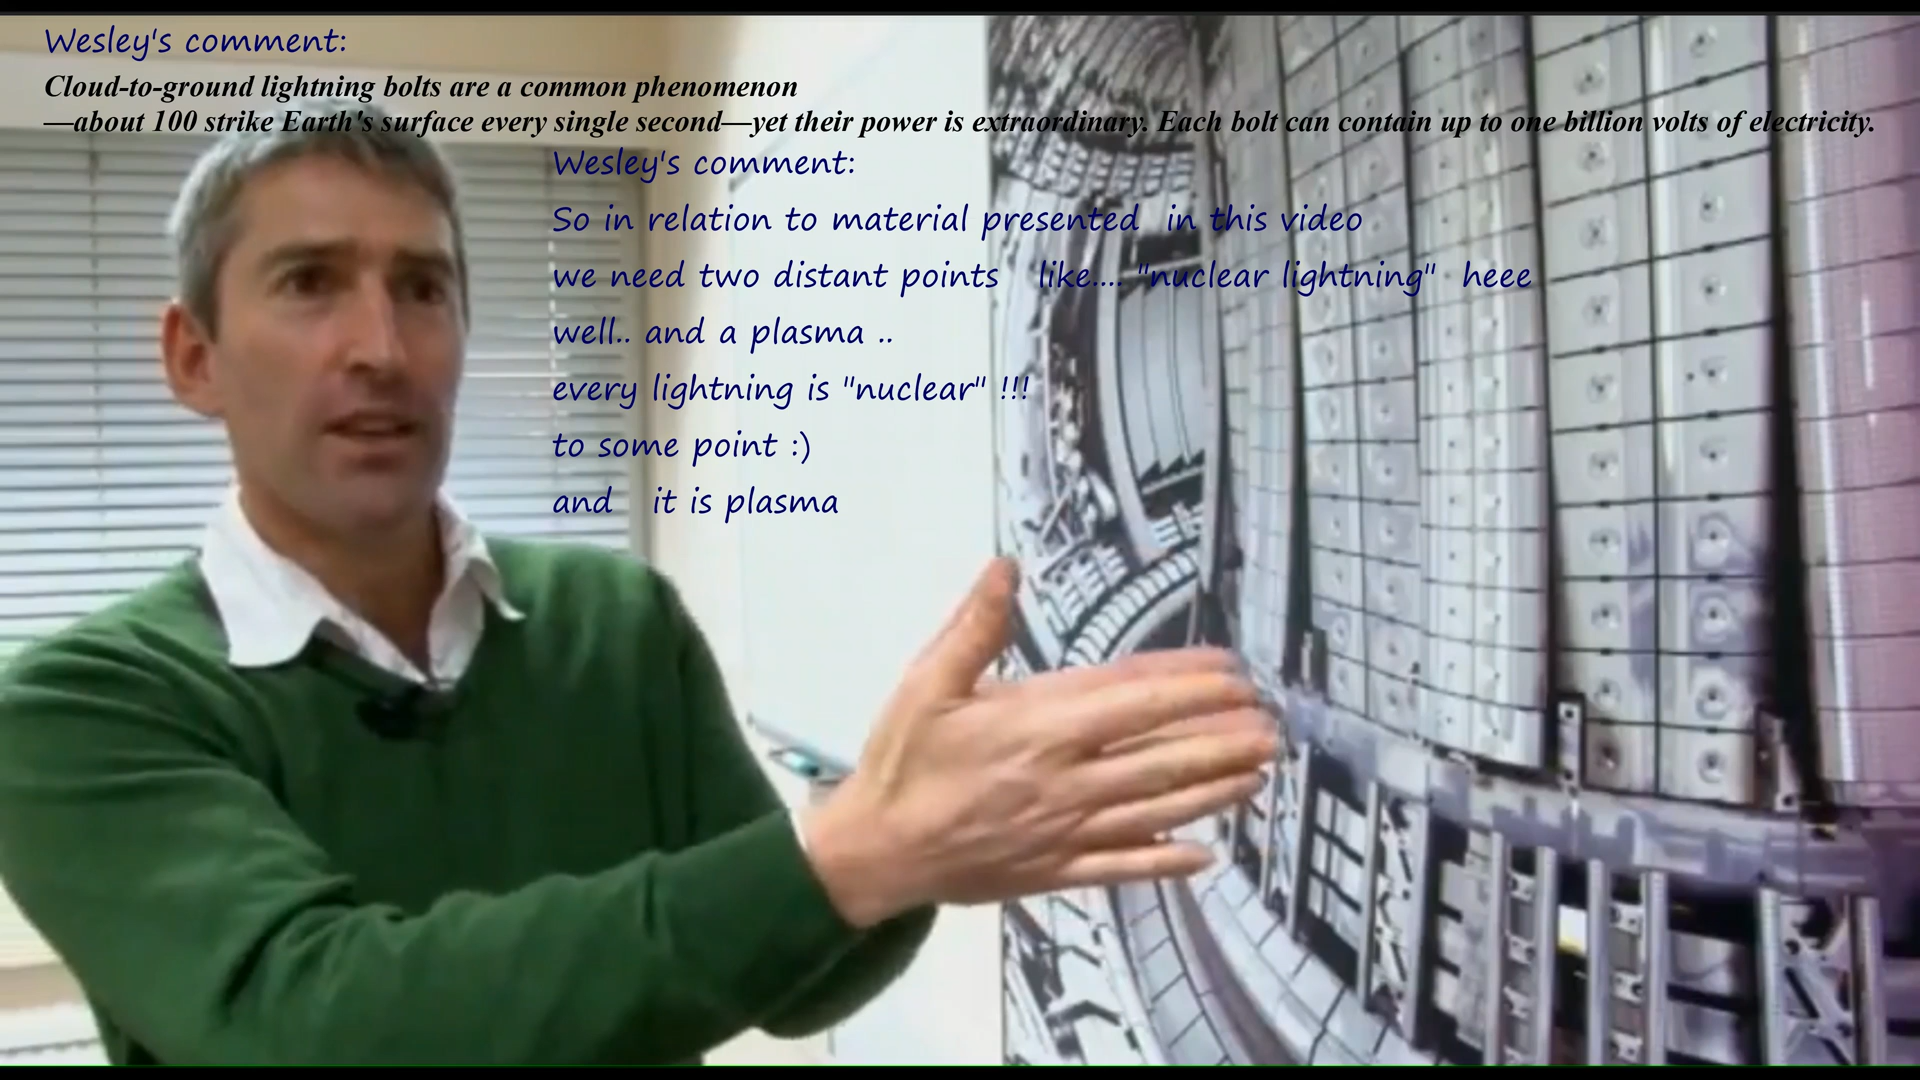 Wesley's comment:
Cloud-to-ground lightning bolts are a common phenomenon
—about 100 strike Earth's surface every single second—yet their power is extraordinary. Each bolt can contain up to one billion volts of electricity.
Wesley's comment:
So in relation to material presented in this video
we need two distant points like.... "nuclear lightning" heee
well.. and a plasma ..
every lightning is "nuclear" !!!
to some point :)
and it is plasma